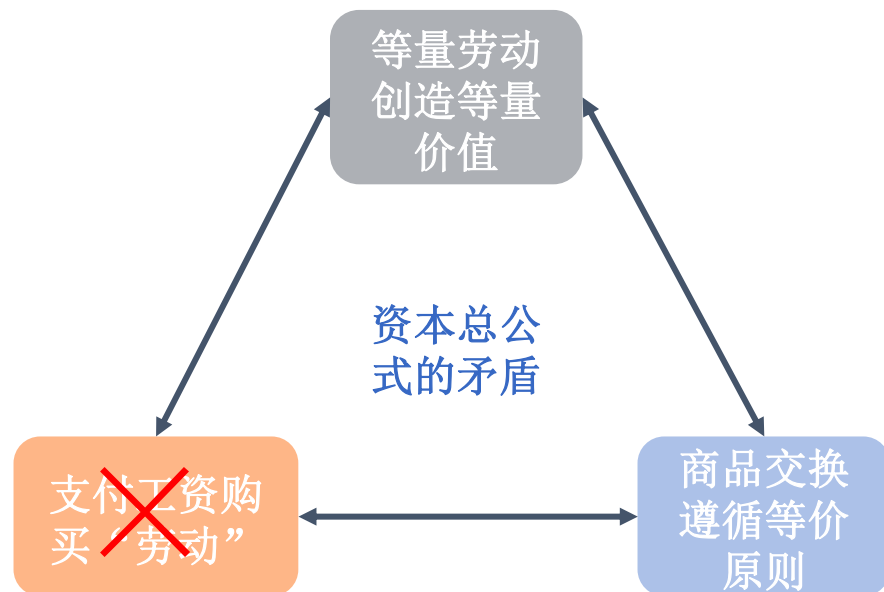 等量劳动
创造等量
价值
资本总公
式的矛盾
支付工资购
买“劳动”
商品交换
遵循等价
原则